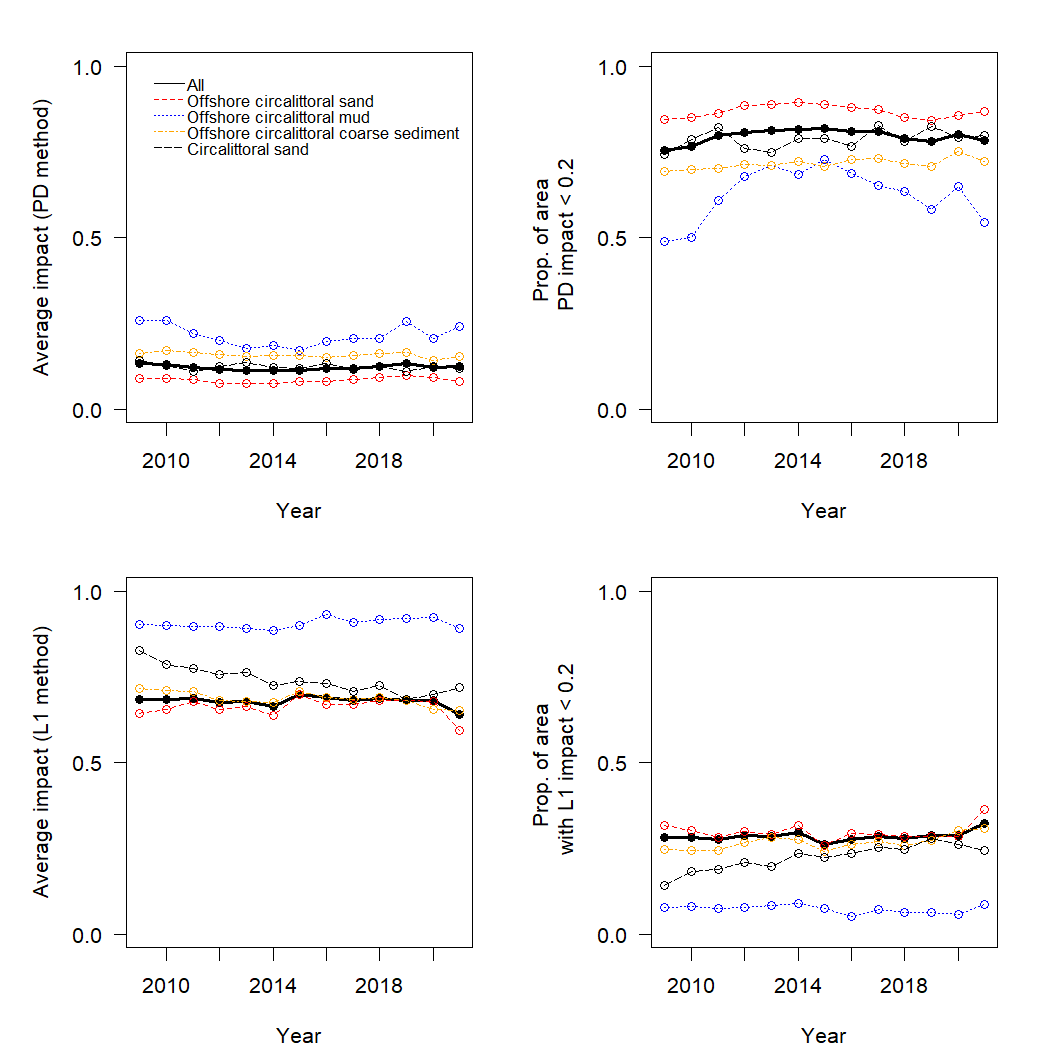 Average impact (PD method)
1.0
0.5
0.0
All
Offshore circalittoral sand
Offshore circalittoral mud
Offshore circalittoral coarse sediment
Circalittoral sand
2010 2014 2018
Year
Prop. of area
PD impact < 0.2
1.0
0.5
0.0
2010 2014 2018
Year
Average impact (L1 method)
1.0
0.5
0.0
2010 2014 2018
Year
Prop. of area
with L1 impact < 0.2
1.0
0.5
0.0
2010 2014 2018
Year